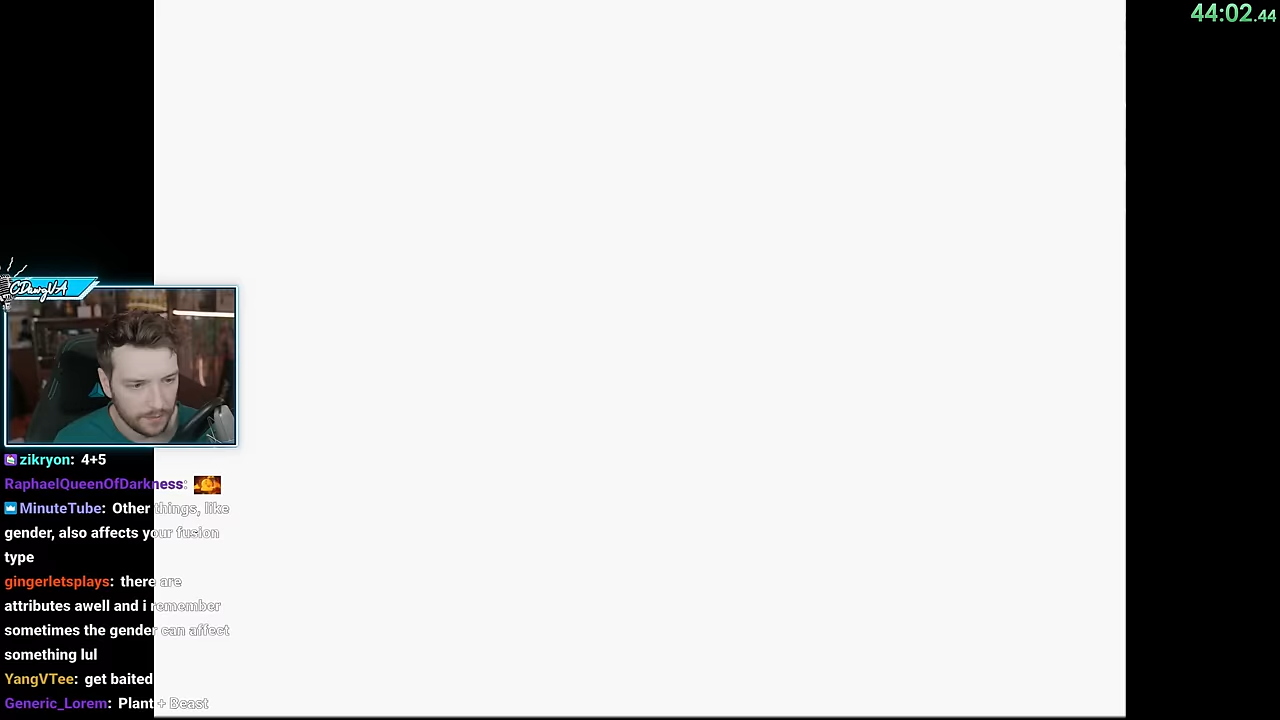 44:02.44
CDawgVA
zikryon: 4+5
RaphaelQueenOfDarkness:
MinuteTube: Other things, like
gender, also affects your fusion
type
gingerletsplays: there are
attributes awell and i remember
sometimes the gender can affect
something lul
YangVTee: get baited
Generic_Lorem: Plant + Beast